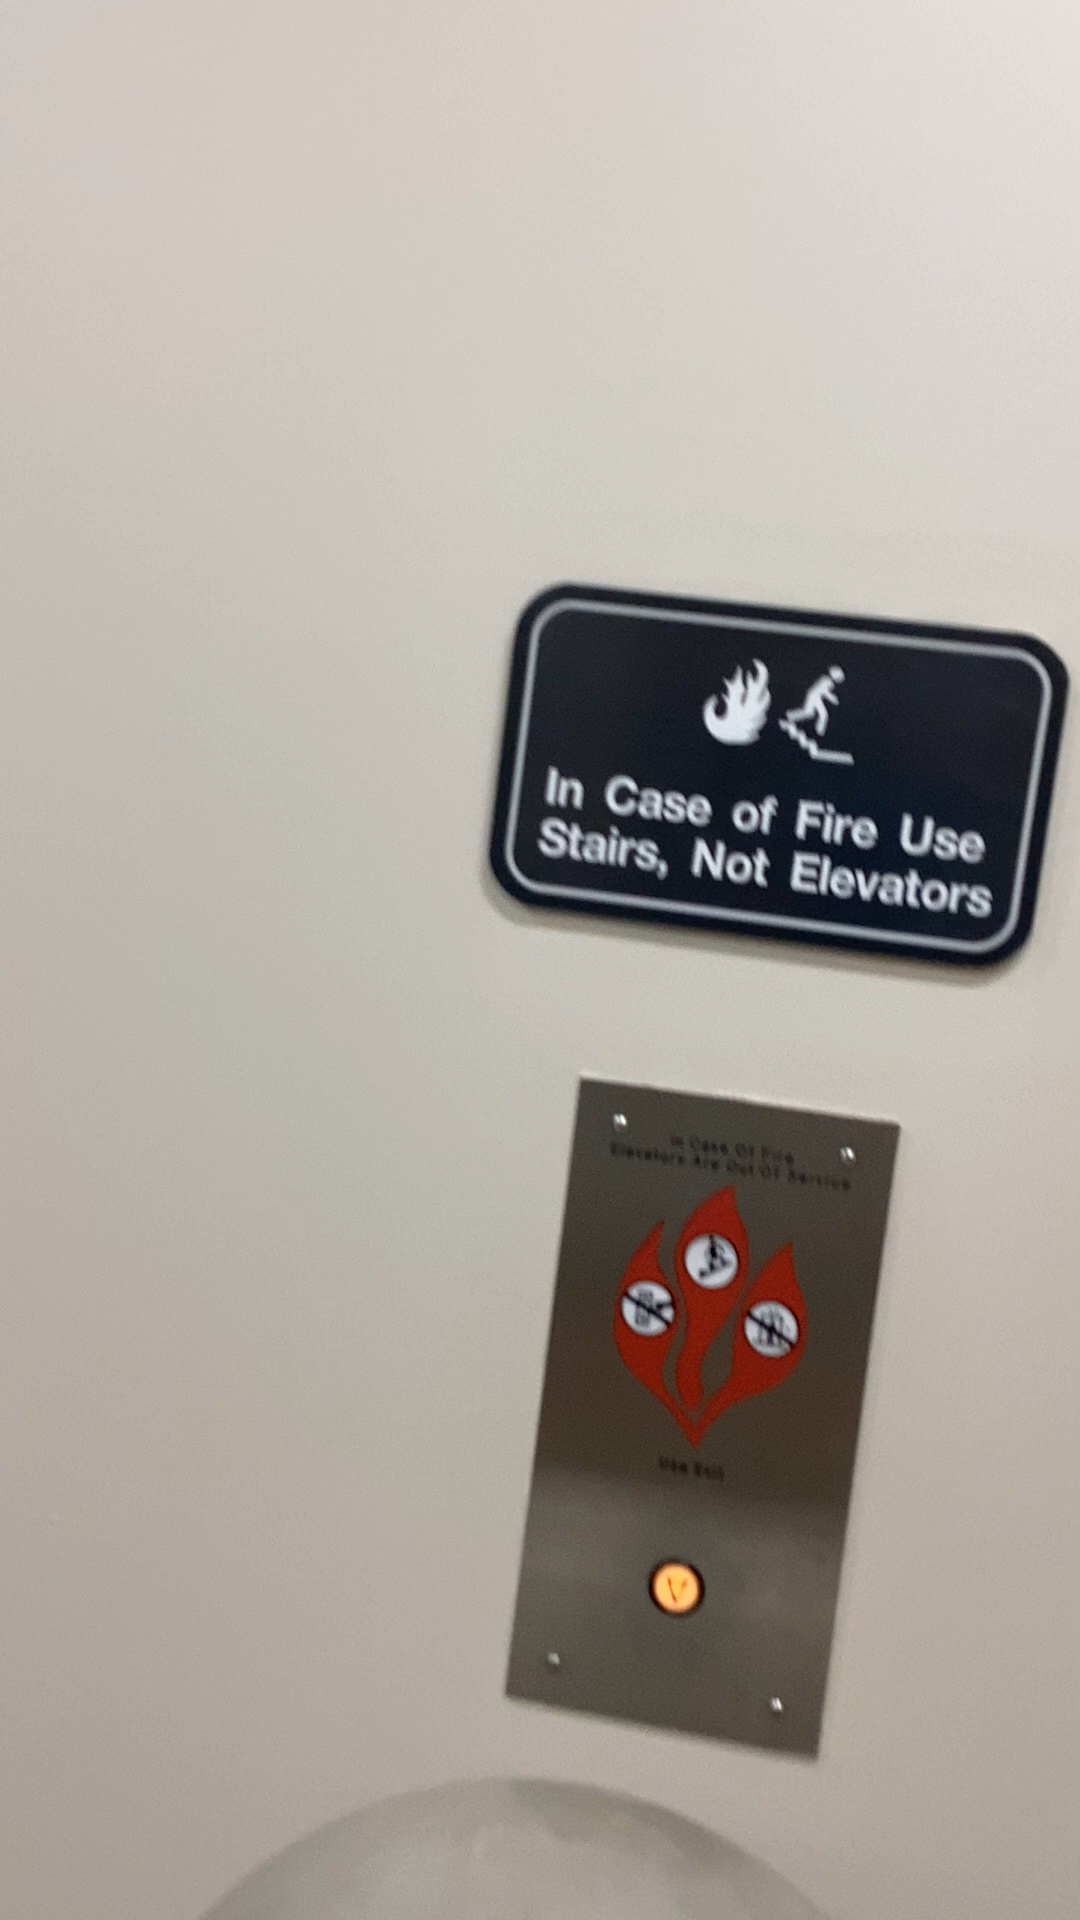 In Case of Fire Use
Stairs, Not Elevators
In Case Of Fire
Elevators Are Out Of Service
Use Exit